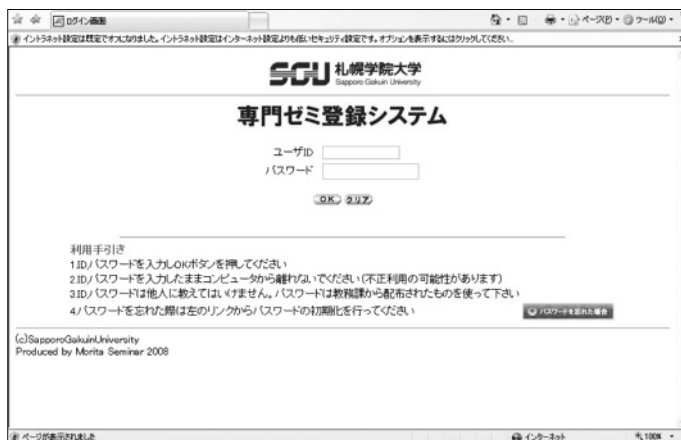 ログイン画面
ページ(P) ツール(O)
イントラネット設定は既定でオフになりました。イントラネット設定はインターネット設定よりも低いセキュリティ設定です。オプションを表示するにはクリックしてください。
SGU 札幌学院大学
Sapporo Gakuin University
専門ゼミ登録システム
ユーザID
パスワード
OK クリア
利用手引き
1.ID,パスワードを入力しOKボタンを押してください
2.ID,パスワードを入力したままコンピュータから離れないでください(不正利用の可能性があります)
3.ID,パスワードは他人に教えてはいけません。パスワードは教務課から配布されたものを使って下さい
4.パスワードを忘れた際は左のリンクからパスワードの初期化を行ってください パスワードを忘れた場合
(c)SapporoGakuinUniversity
Produced by Morita Seminar 2008
ページが表示されました インターネット 100%